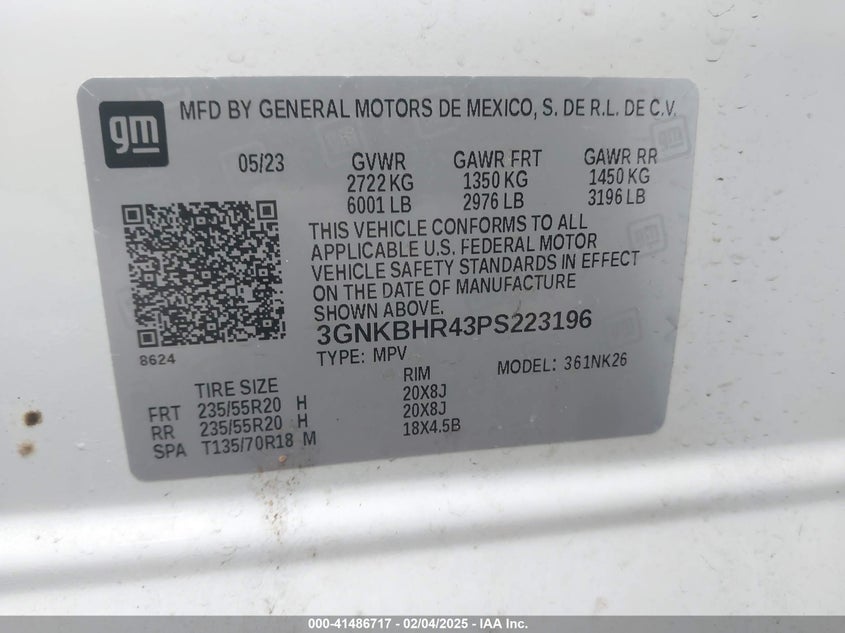 gm
MFD BY GENERAL MOTORS DE MEXICO, S. DE R.L. DE C.V.
05/23 GVWR GAWR FRT GAWR RR
2722 KG 1350 KG 1450 KG
6001 LB 2976 LB 3196 LB
THIS VEHICLE CONFORMS TO ALL
APPLICABLE U.S. FEDERAL MOTOR
VEHICLE SAFETY STANDARDS IN EFFECT
ON THE DATE OF MANUFACTURE
SHOWN ABOVE.
3GNKBHR43PS223196
8624
TYPE: MPV MODEL: 361NK26
TIRE SIZE RIM
FRT 235/55R20 H 20X8J
RR 235/55R20 H 20X8J
SPA T135/70R18 M 18X4.5B
000-41486717 - 02/04/2025 - IAA Inc.